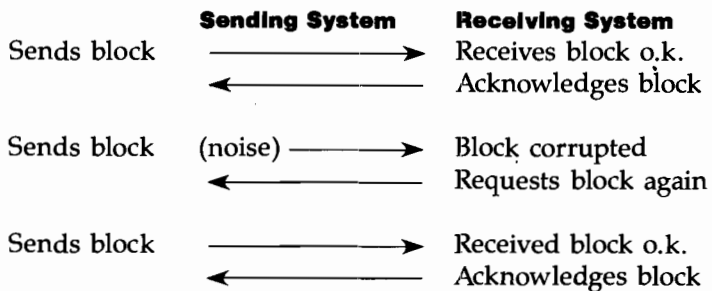 Sending System Receiving System
Sends block Receives block o.k.
Acknowledges block
Sends block (noise) Block corrupted
Requests block again
Sends block Received block o.k.
Acknowledges block